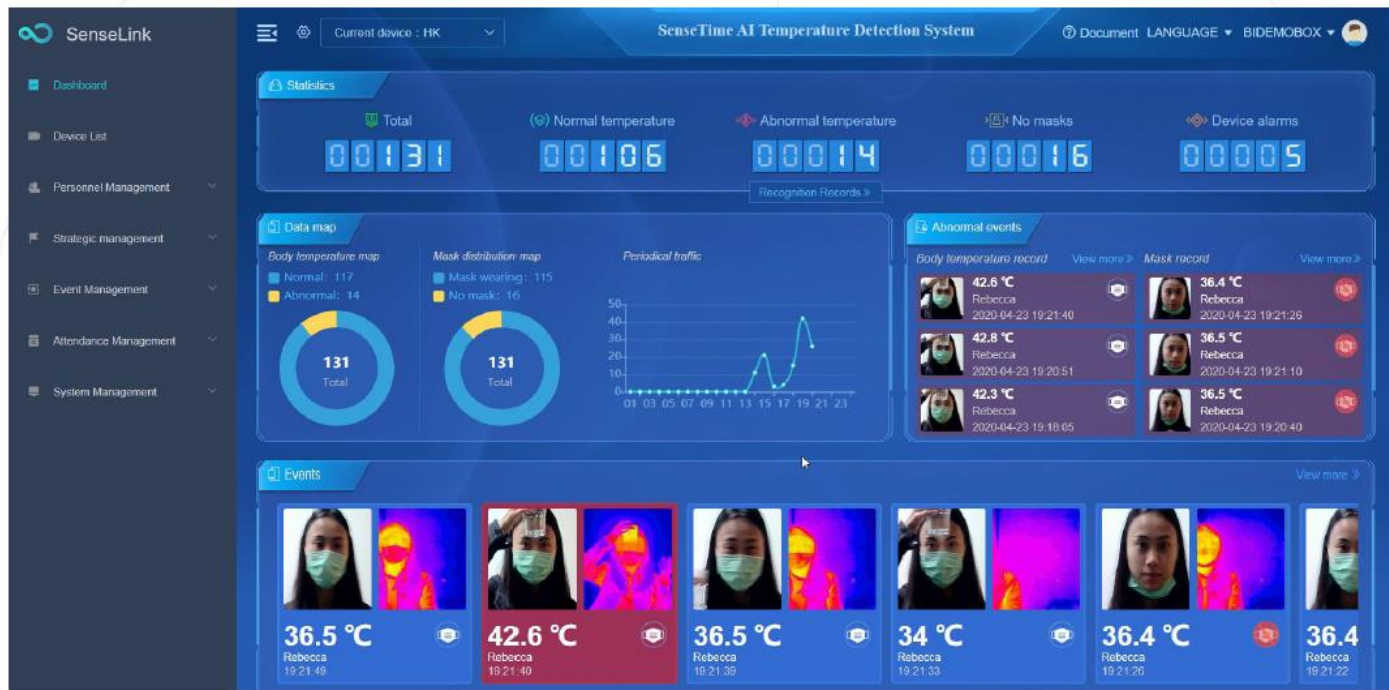 SenseLink
Current device : HK
SenseTime AI Temperature Detection System
Document LANGUAGE BIDEMOBOX
Dashboard
Device List
Personnel Management
Strategic management
Event Management
Attendance Management
System Management
Statistics
Total
Normal temperature
Abnormal temperature
No masks
Device alarms
00131
00106
00014
00016
00005
Recognition Records »
Data map
Body temperature map
Normal: 117
Abnormal: 14
131
Total
Mask distribution map
Mask wearing: 115
No mask: 16
131
Total
Periodical traffic
50
40
30
20
10
0
01 03 05 07 09 11 13 15 17 19 21 23
Abnormal events
Body temperature record View more »
42.6 ℃
Rebecca
2020-04-23 19:21:40
42.8 ℃
Rebecca
2020-04-23 19:20:51
42.3 ℃
Rebecca
2020-04-23 19:18:05
Mask record View more »
36.4 ℃
Rebecca
2020-04-23 19:21:26
36.5 ℃
Rebecca
2020-04-23 19:21:10
36.5 ℃
Rebecca
2020-04-23 19:20:40
Events
View more »
36.5 ℃
Rebecca
19:21:49
42.6 ℃
Rebecca
19:21:40
36.5 ℃
Rebecca
19:21:39
34 ℃
Rebecca
19:21:33
36.4 ℃
Rebecca
19:21:26
36.4
Rebecca
19:21:22